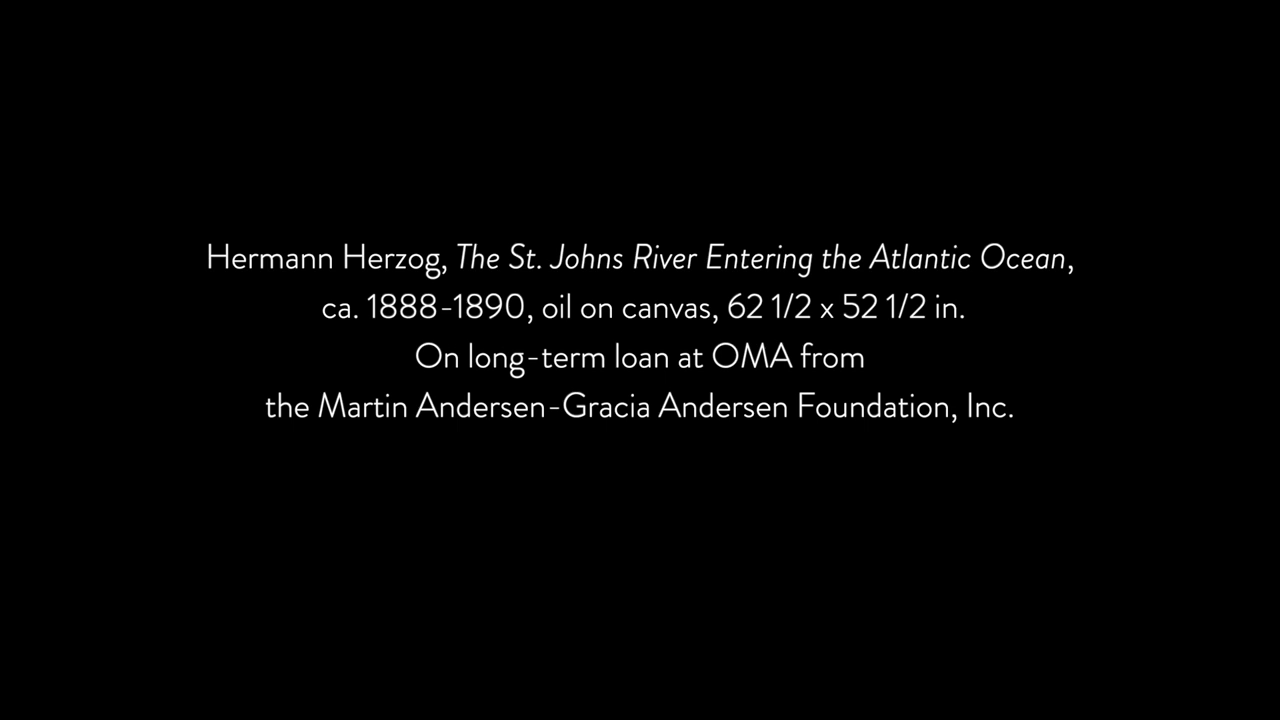 Hermann Herzog, The St. Johns River Entering the Atlantic Ocean,
ca. 1888-1890, oil on canvas, 62 1/2 x 52 1/2 in.
On long-term loan at OMA from
the Martin Andersen-Gracia Andersen Foundation, Inc.